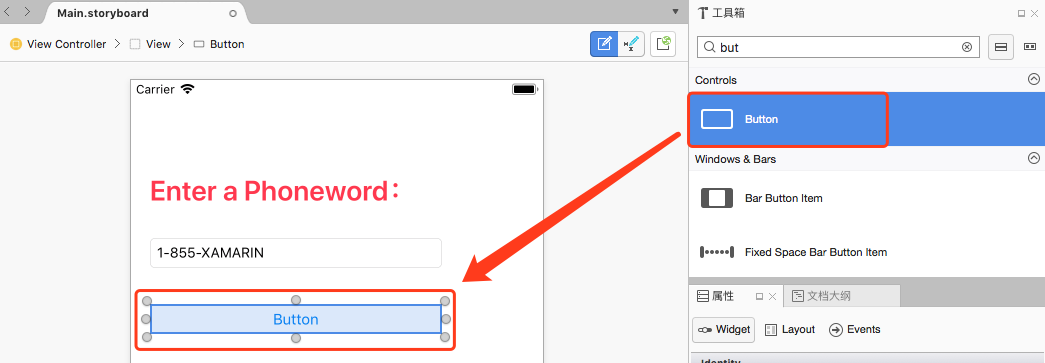 Main.storyboard
View Controller > View > Button
Carrier
Enter a Phoneword:
1-855-XAMARIN
Button
工具箱
but
Controls
Button
Windows & Bars
Bar Button Item
Fixed Space Bar Button Item
属性
文档大纲
Widget
Layout
Events
Identity